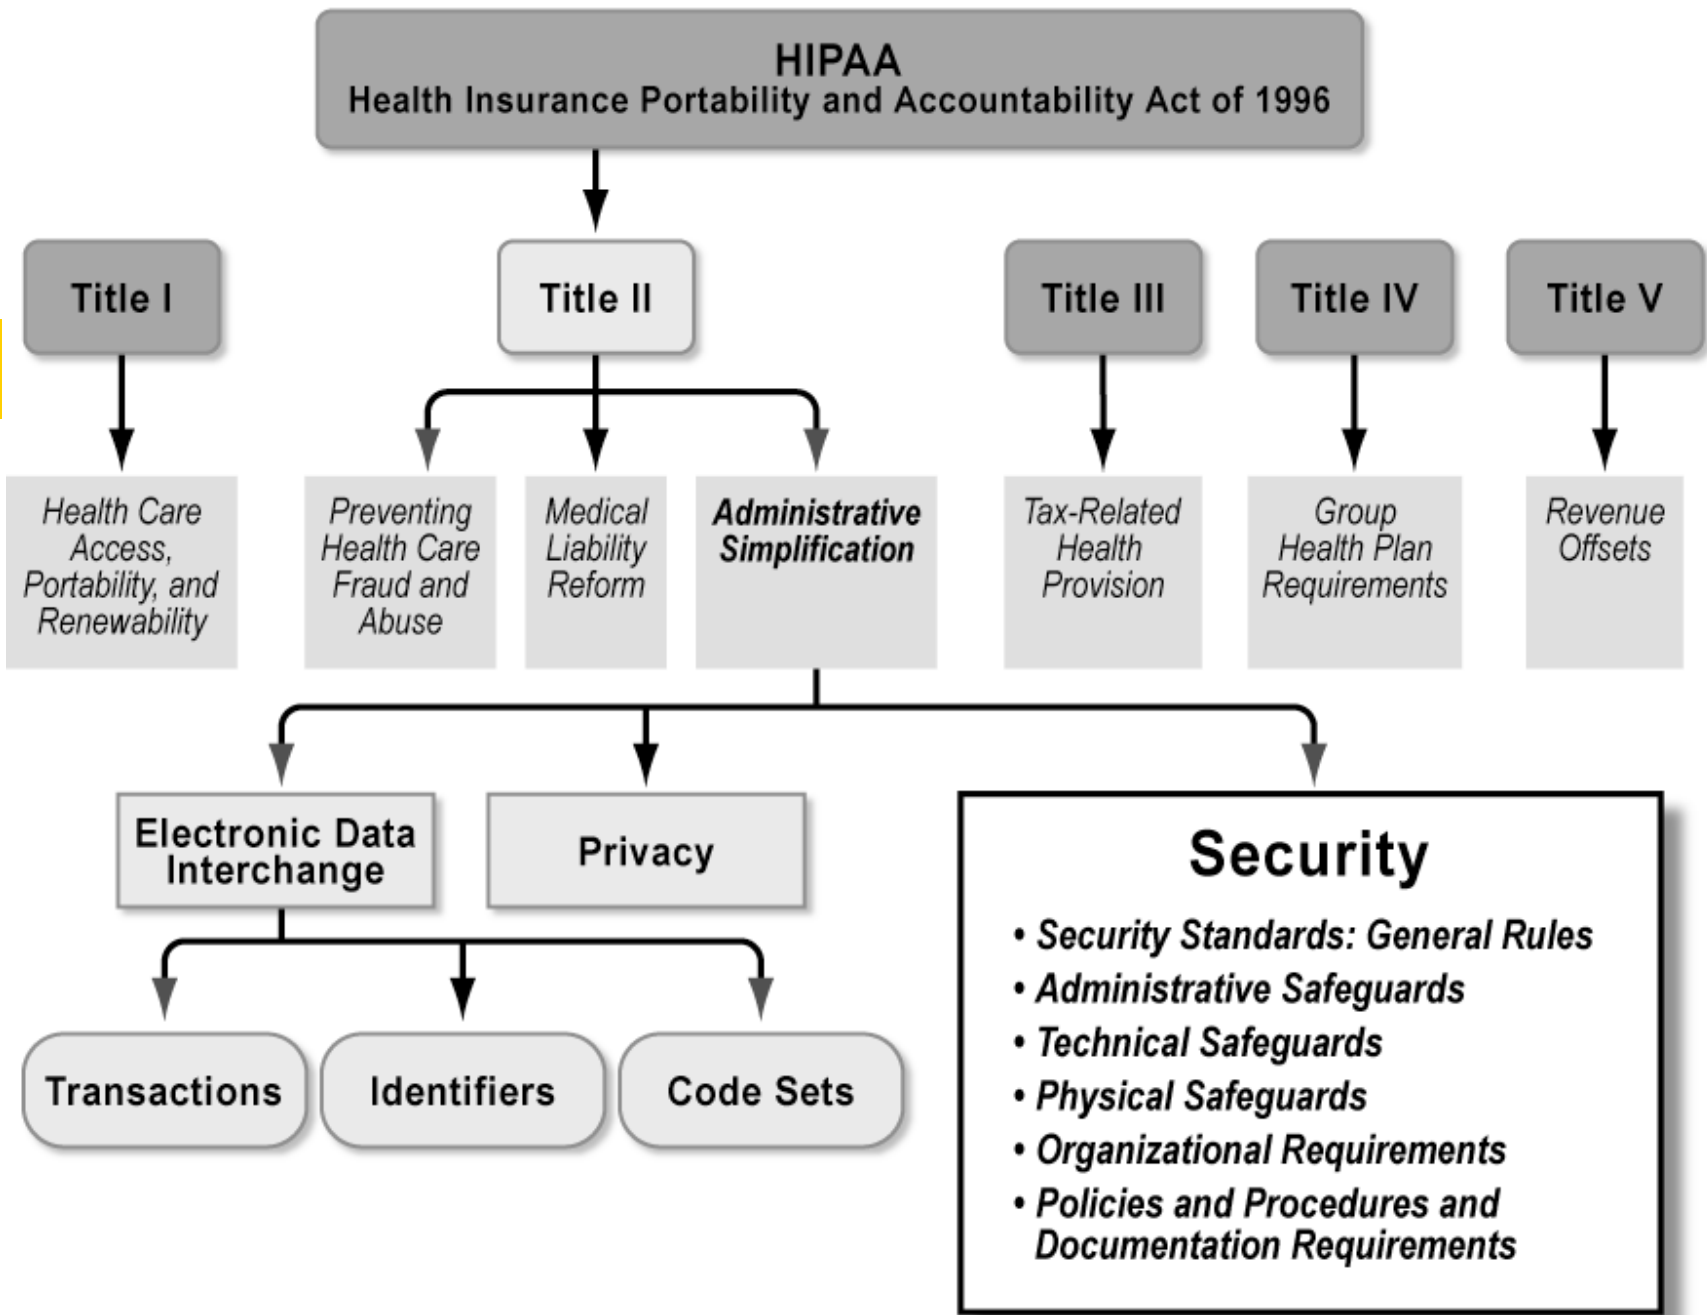 HIPAA
Health Insurance Portability and Accountability Act of 1996
Title I
Title II
Title III
Title IV
Title V
Health Care
Access,
Portability, and
Renewability
Preventing
Health Care
Fraud and
Abuse
Medical
Liability
Reform
Administrative
Simplification
Tax-Related
Health
Provision
Group
Health Plan
Requirements
Revenue
Offsets
Electronic Data
Interchange
Privacy
Security
• Security Standards: General Rules
• Administrative Safeguards
• Technical Safeguards
• Physical Safeguards
• Organizational Requirements
• Policies and Procedures and
Documentation Requirements
Transactions
Identifiers
Code Sets